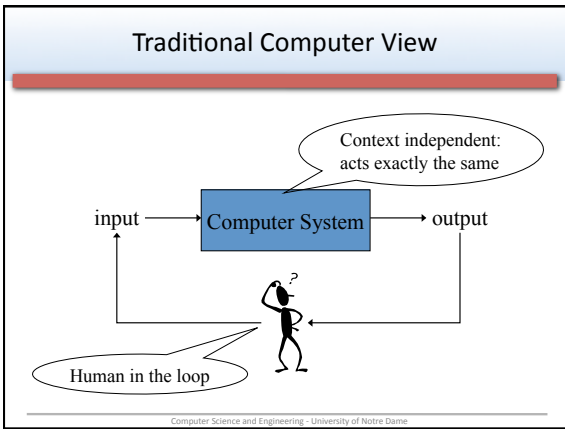 Traditional Computer View
Context independent:
acts exactly the same
input
Computer System
output
?
Human in the loop
Computer Science and Engineering - University of Notre Dame